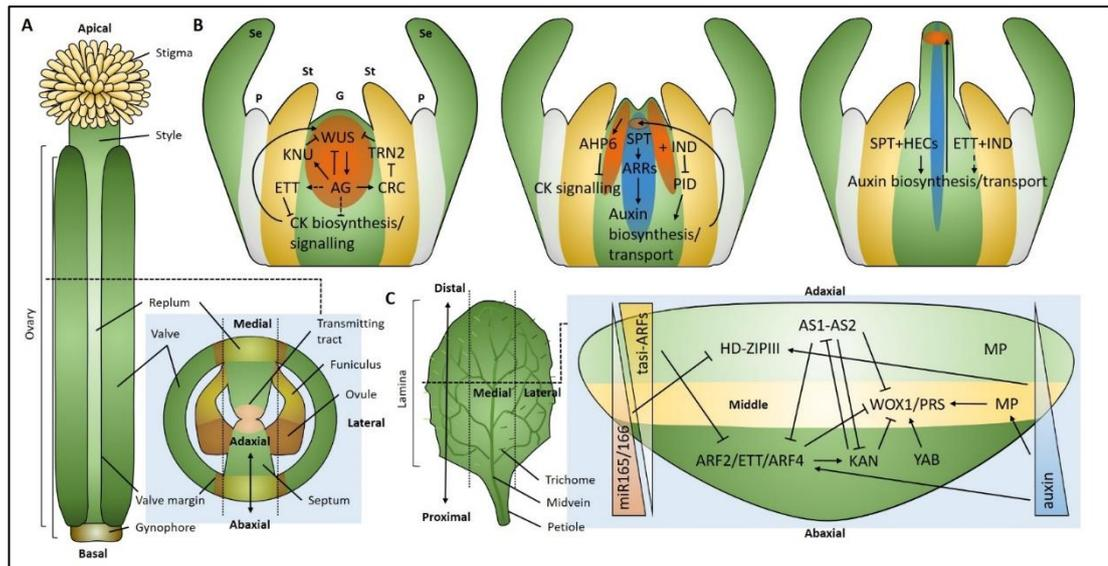 A
Apical
Stigma
Style
Ovary
Replum
Valve
Valve margin
Gynophore
Basal
Medial
Transmitting
tract
Funiculus
Ovule
Lateral
Adaxial
Septum
Abaxial
B
Se
Se
St
St
G
P
P
WUS
KNU
TRN2
ETT
AG
CRC
CK biosynthesis/
signalling
AHP6
SPT
+ IND
ARRs
CK signalling
PID
Auxin
biosynthesis/
transport
SPT+HECs
ETT+IND
Auxin biosynthesis/transport
C
Distal
Lamina
Medial
Lateral
Trichome
Midvein
Petiole
Proximal
Adaxial
tasi-ARFs
miR165/166
AS1-AS2
HD-ZIPIII
MP
Middle
WOX1/PRS
MP
ARF2/ETT/ARF4
KAN
YAB
auxin
Abaxial